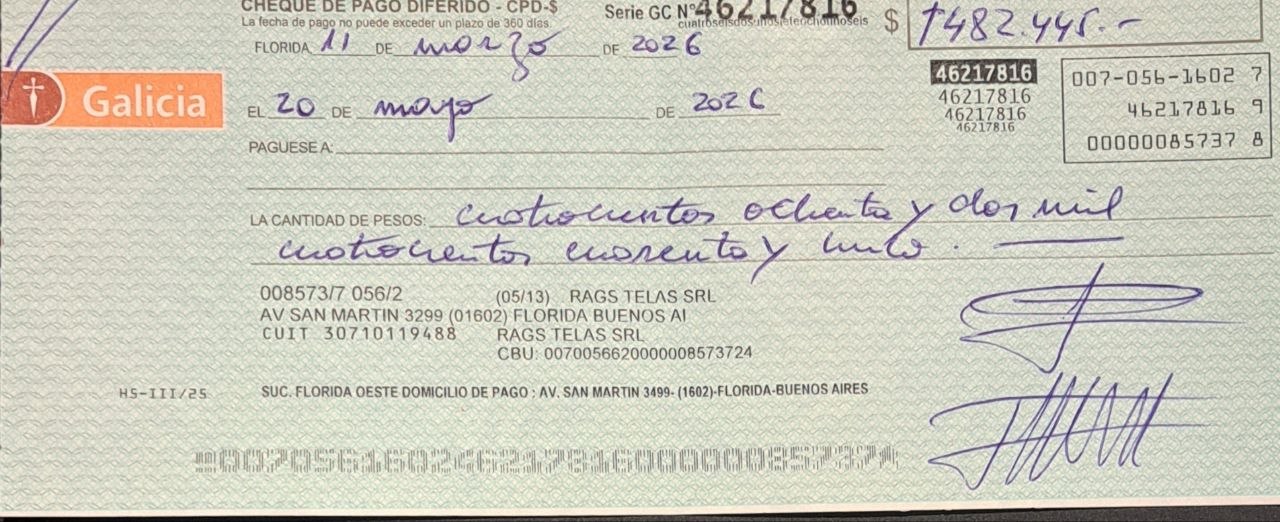 CHEQUE DE PAGO DIFERIDO - CPD-$ Serie GC Nº 46217816 $ 482.445.-
La fecha de pago no puede exceder un plazo de 360 días. cuatroseisdosunosieteochounoseis
FLORIDA, 11 DE marzo DE 2026
Galicia
EL 20 DE mayo DE 2026
46217816
46217816
46217816
46217816
007-056-1602 7
46217816 9
00000085737 8
PAGUESE A:
LA CANTIDAD DE PESOS: cuatrocientos ochenta y dos mil
cuatrocientos cuarenta y cinco.
008573/7 056/2 (05/13) RAGS TELAS SRL
AV SAN MARTIN 3299 (01602) FLORIDA BUENOS AI
CUIT 30710119488 RAGS TELAS SRL
CBU: 0070056620000008573724
HS-III/25 SUC. FLORIDA OESTE DOMICILIO DE PAGO : AV. SAN MARTIN 3499- (1602)-FLORIDA-BUENOS AIRES
0070561602462178160000000857374